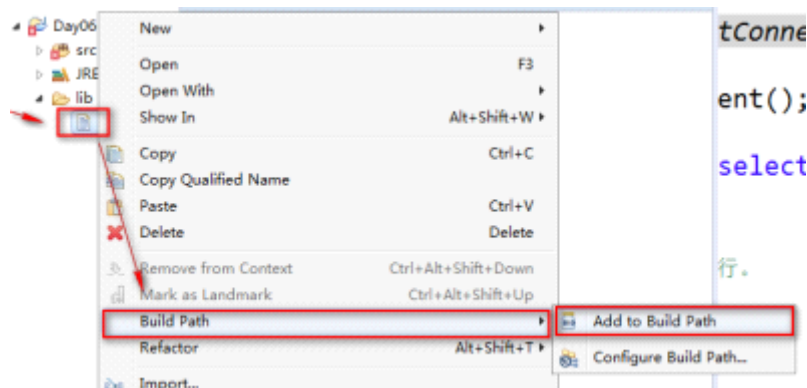 Day06
New
src
JRE
Open F3
Open With
lib
Show In Alt+Shift+W
Copy Ctrl+C
Copy Qualified Name
Paste Ctrl+V
Delete Delete
Remove from Context Ctrl+Alt+Shift+Down
Mark as Landmark Ctrl+Alt+Shift+Up
Build Path
Add to Build Path
Refactor Alt+Shift+T
Configure Build Path...
Import...
tConne
ent();
select
行。